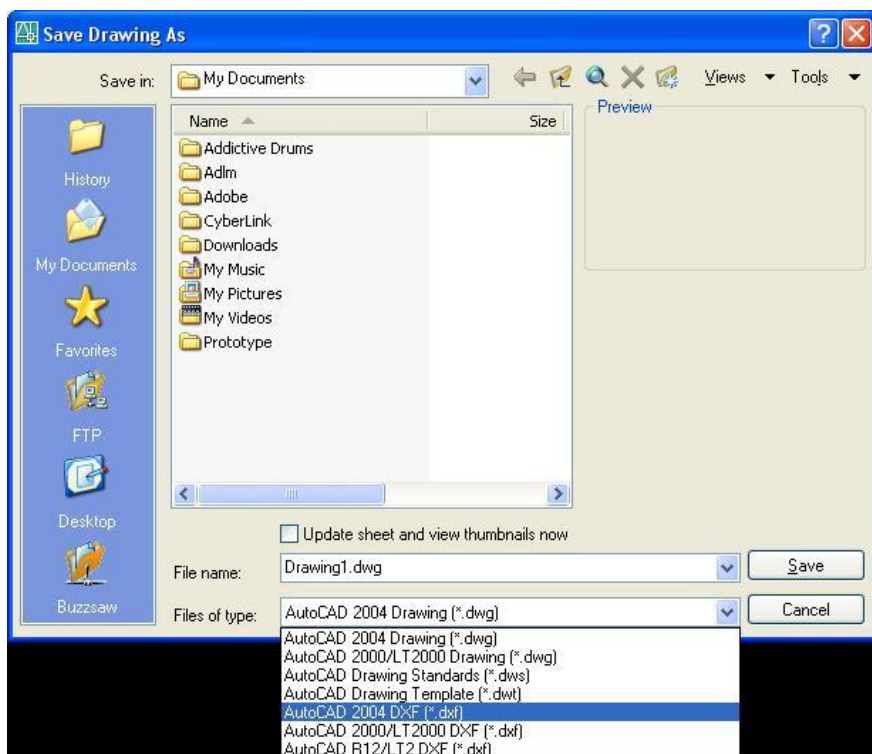 Save Drawing As
Save in: My Documents Views Tools
Name Size Preview
Addictive Drums
Adlm
Adobe
CyberLink
Downloads
My Music
My Pictures
My Videos
Prototype
History
My Documents
Favorites
FTP
Desktop
Buzzsaw
Update sheet and view thumbnails now
File name: Drawing1.dwg Save
Files of type: AutoCAD 2004 Drawing (*.dwg) Cancel
AutoCAD 2004 Drawing (*.dwg)
AutoCAD 2000/LT2000 Drawing (*.dwg)
AutoCAD Drawing Standards (*.dws)
AutoCAD Drawing Template (*.dwt)
AutoCAD 2004 DXF (*.dxf)
AutoCAD 2000/LT2000 DXF (*.dxf)
AutoCAD R12/LT2 DXF (*.dxf)